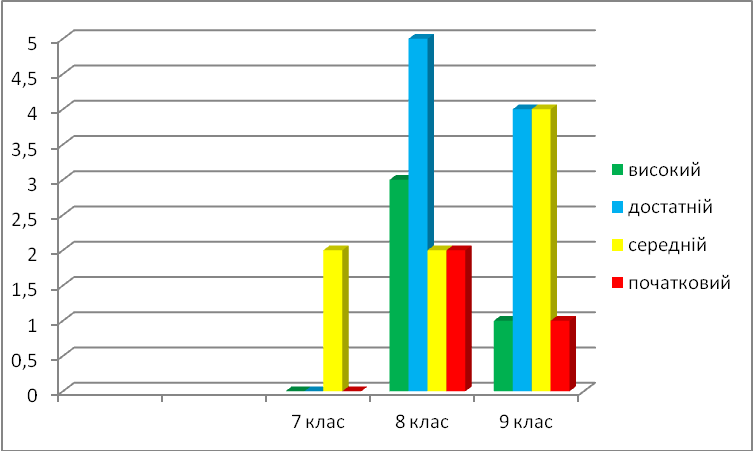 5
4,5
4
3,5
3
2,5
2
1,5
1
0,5
0
7 клас
8 клас
9 клас
високий
достатній
середній
початковий